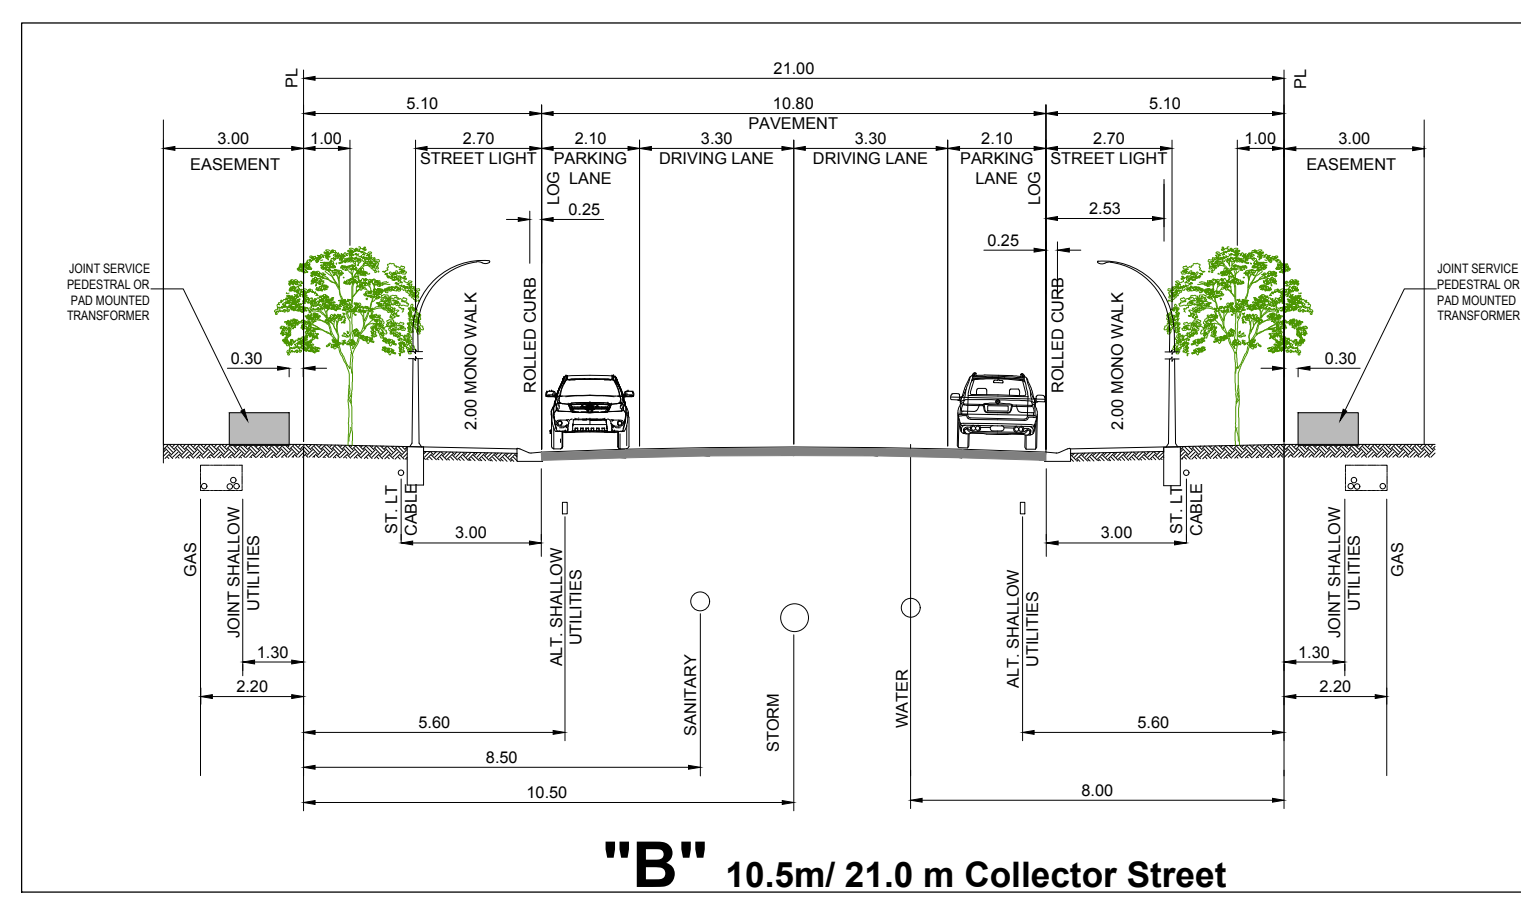 PL
21.00
PL
5.10
10.80
5.10
PAVEMENT
3.00
1.00
2.70
2.10
3.30
3.30
2.10
2.70
1.00
3.00
EASEMENT
STREET LIGHT
PARKING
LANE
DRIVING LANE
DRIVING LANE
PARKING
LANE
STREET LIGHT
EASEMENT
LOG
LOG
0.25
2.53
0.25
JOINT SERVICE
PEDESTRAL OR
PAD MOUNTED
TRANSFORMER
2.00 MONO WALK
ROLLED CURB
ROLLED CURB
2.00 MONO WALK
JOINT SERVICE
PEDESTRAL OR
PAD MOUNTED
TRANSFORMER
0.30
0.30
ST. LT
CABLE
ST. LT
CABLE
3.00
3.00
GAS
JOINT SHALLOW
UTILITIES
ALT. SHALLOW
UTILITIES
SANITARY
STORM
WATER
ALT. SHALLOW
UTILITIES
JOINT SHALLOW
UTILITIES
GAS
1.30
1.30
2.20
2.20
5.60
5.60
8.50
10.50
8.00
"B" 10.5m/ 21.0 m Collector Street